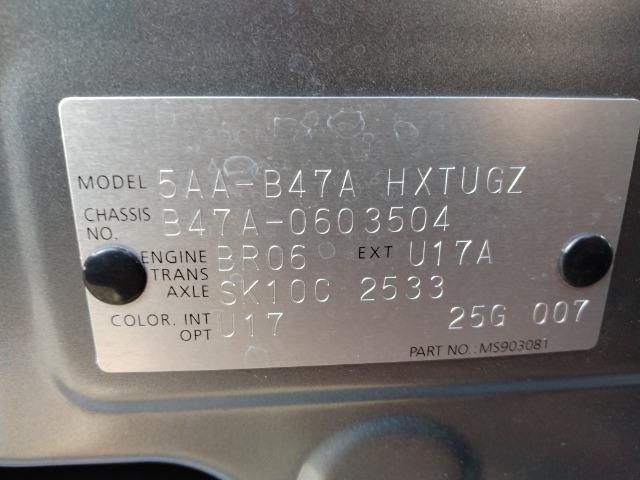 MODEL 5AA-B47A HXTUGZ
CHASSIS NO. B47A-0603504
ENGINE BR06 EXT U17A
TRANS AXLE SK10C 2533
COLOR. INT OPT U17 25G 007
PART NO.: MS903081